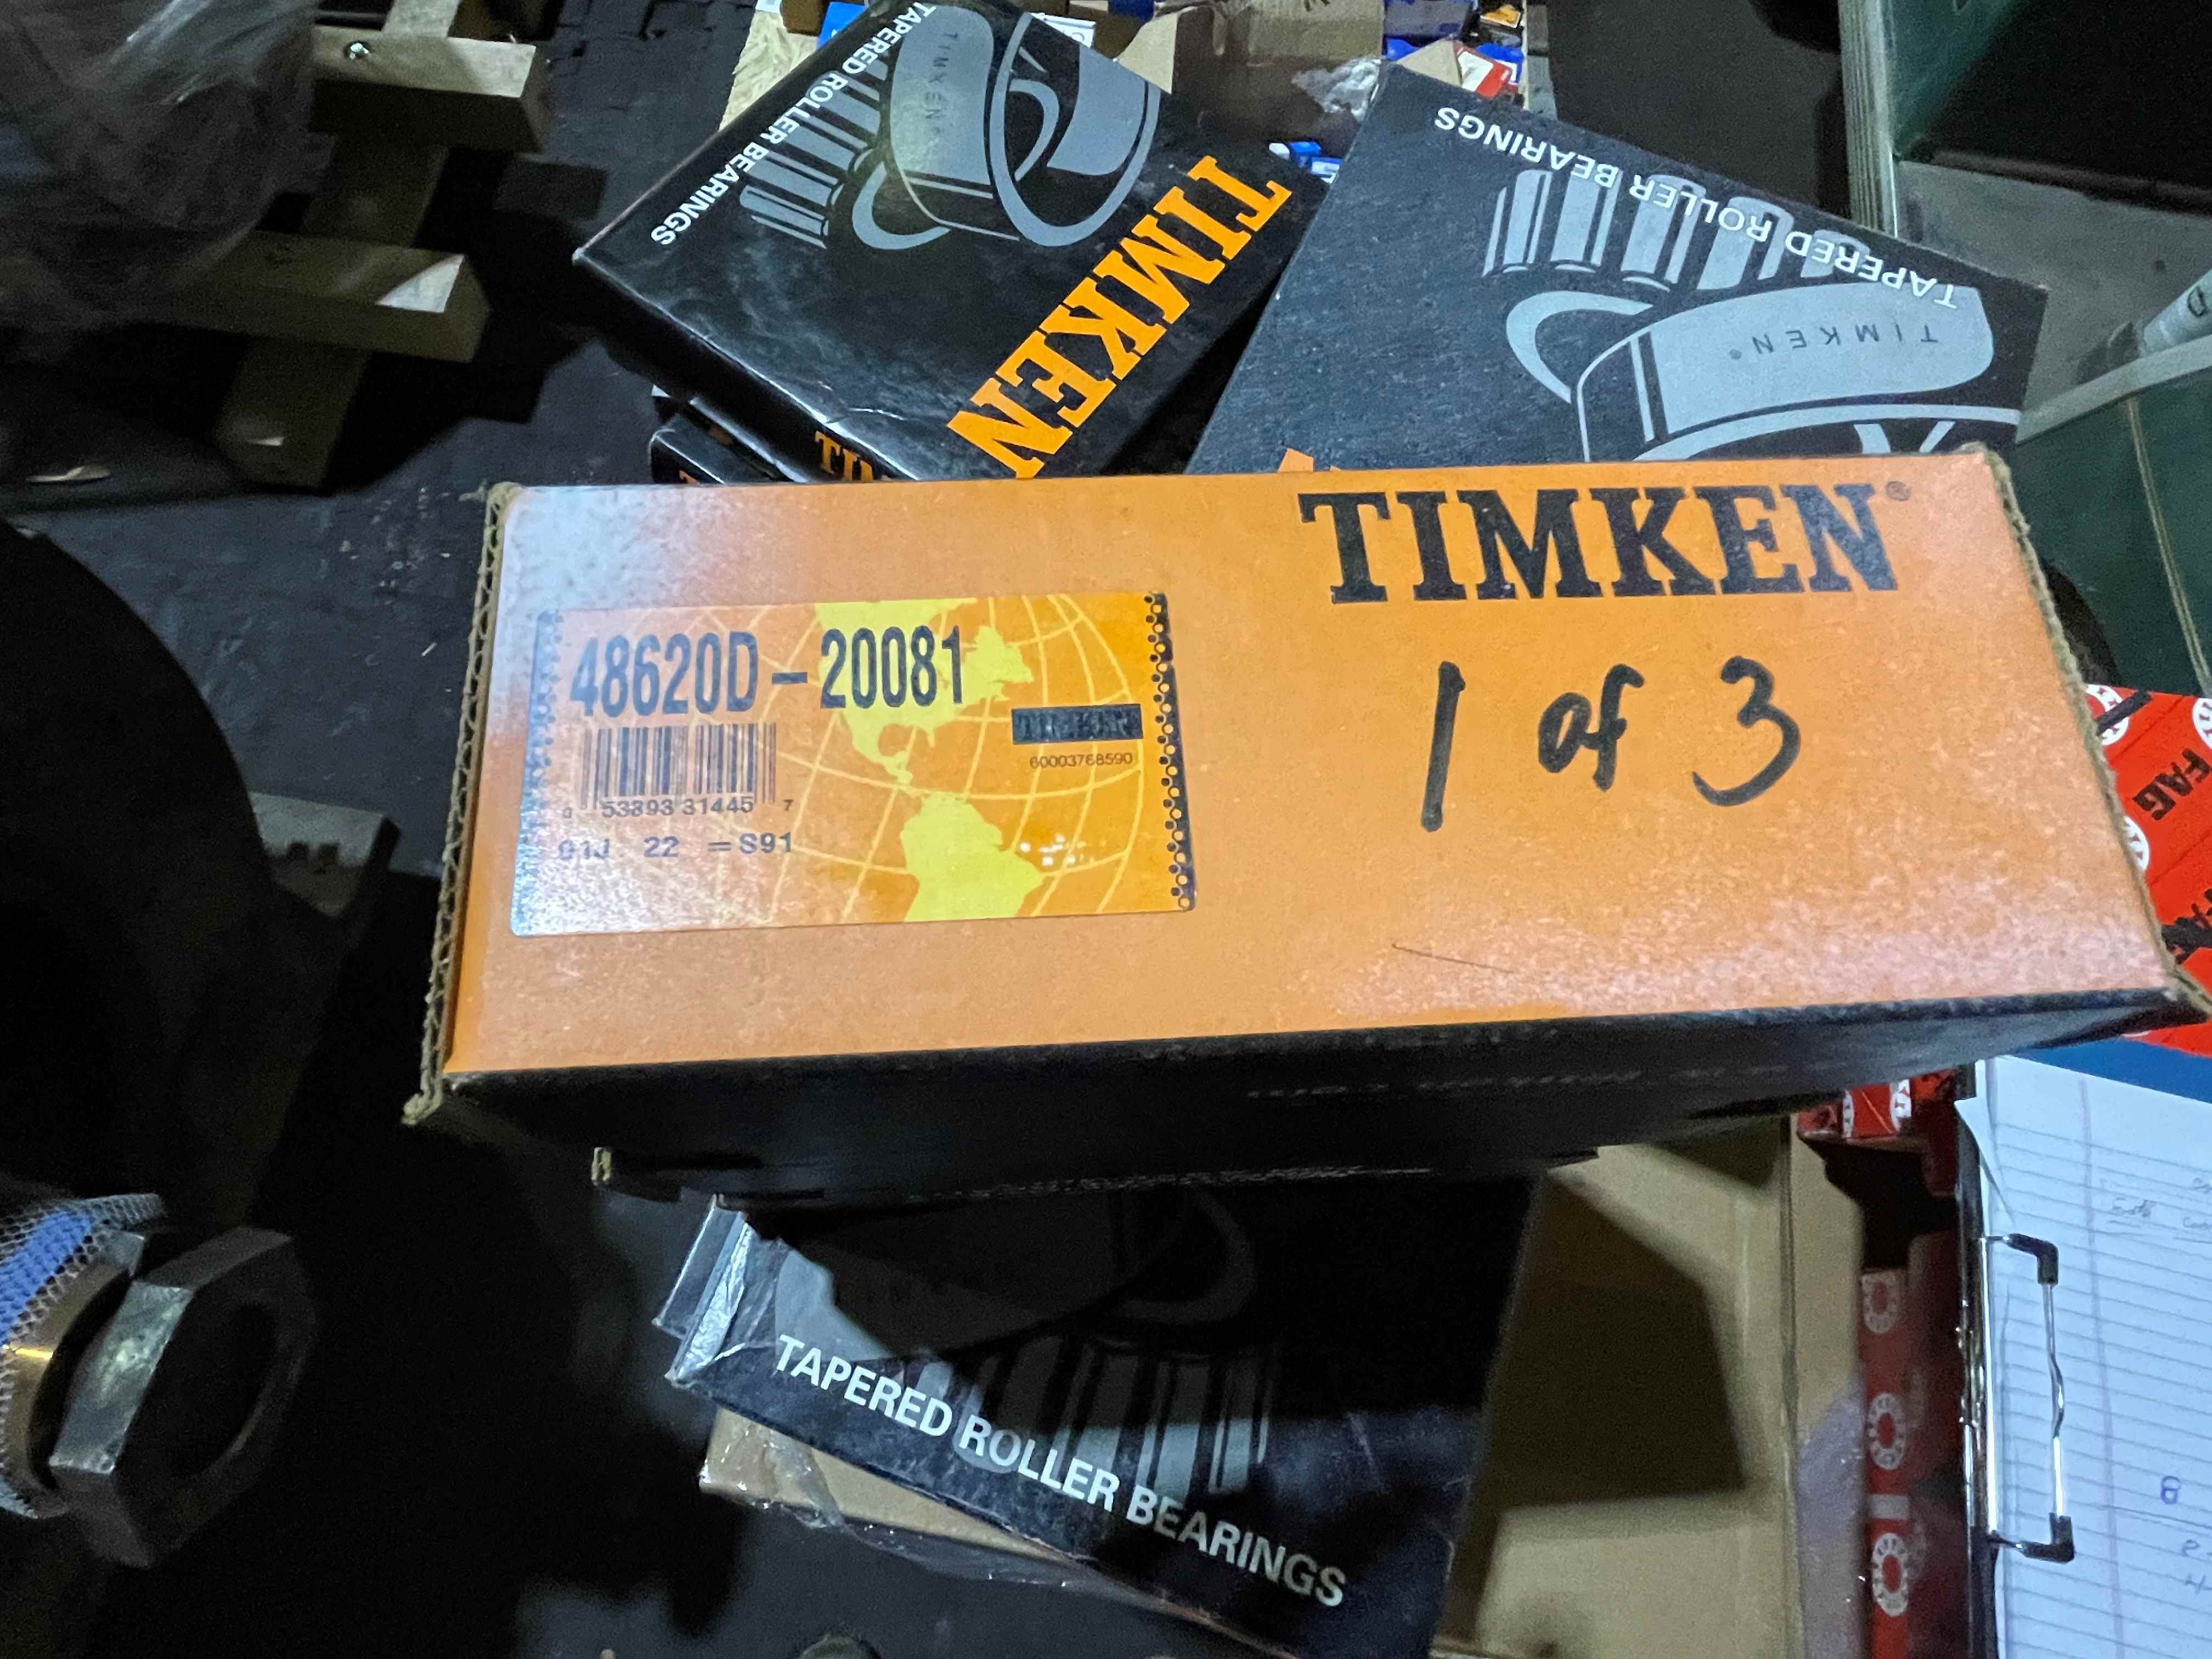 TAPERED ROLLER BEARINGS
TIMKEN
TIMKEN
TAPERED ROLLER BEARINGS
TIMKEN®
TIMKEN®
48620D-20081
TIMKEN
60003768590
0 53893 31445 7
22 =S91
1 of 3
FAG
TAPERED ROLLER BEARINGS
8